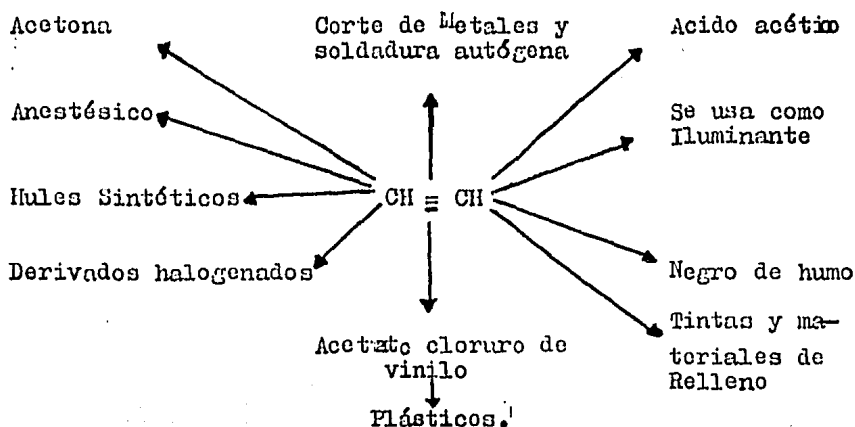 Acetona
Corte de Metales y
soldadura autógena
Acido acético
Anestésico
Se usa como
Iluminante
Hules Sintéticos
CH ≡ CH
Derivados halogenados
Negro de humo
Acetato cloruro de
vinilo
Plásticos.
Tintas y ma-
teriales de
Relleno